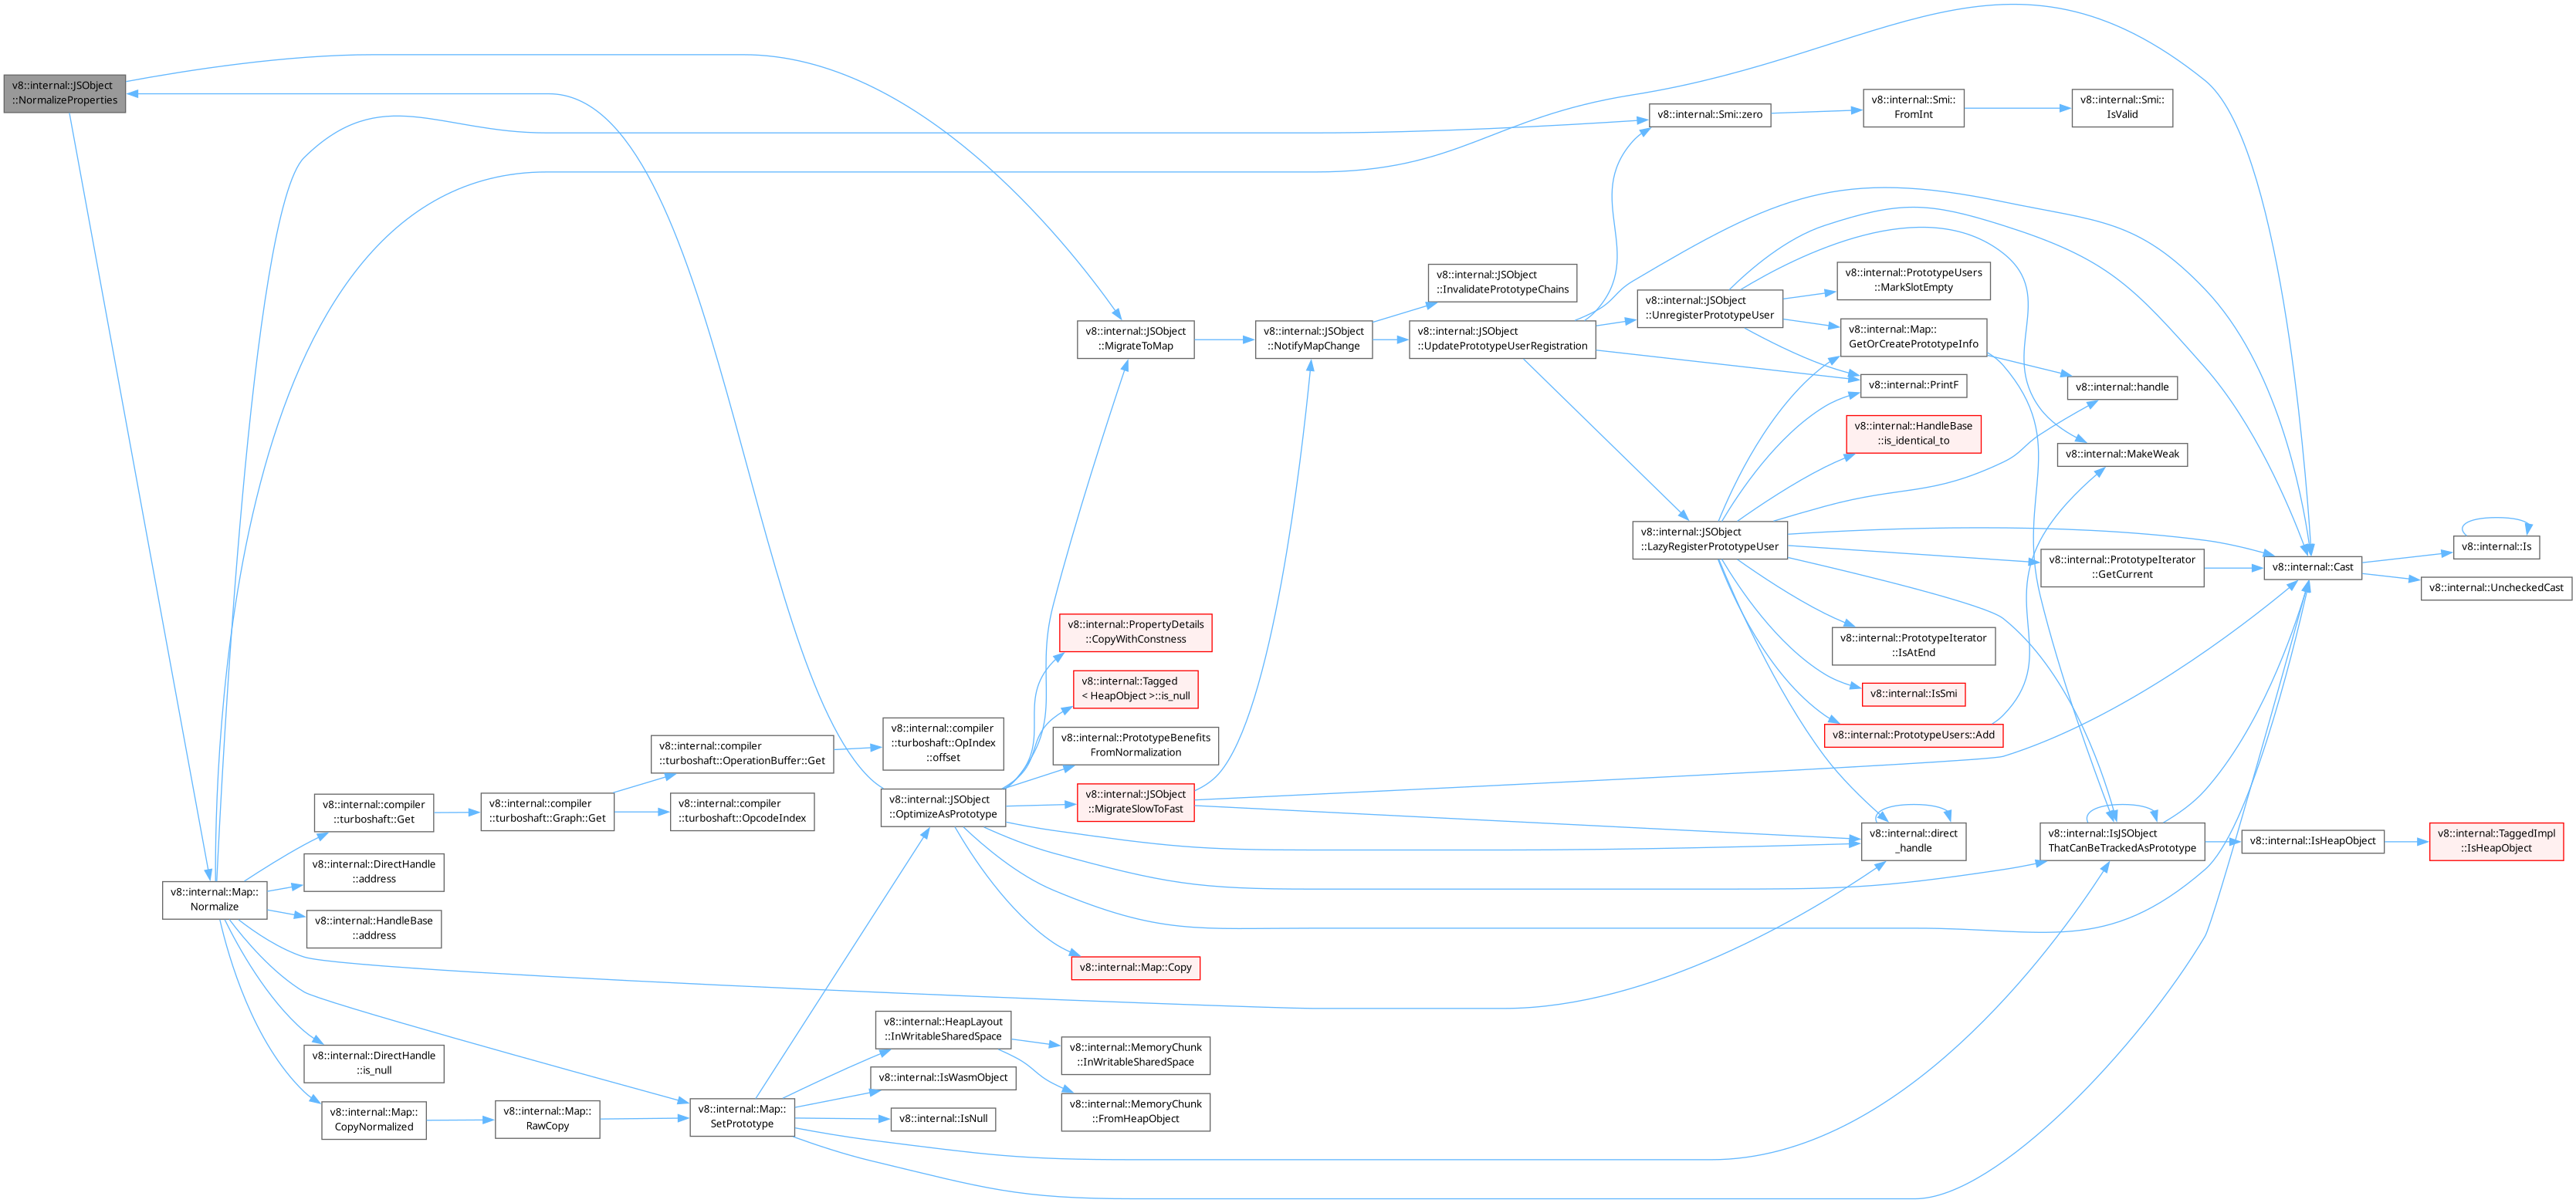 v8::internal::JSObject
::NormalizeProperties
v8::internal::Map::
Normalize
v8::internal::compiler
::turboshaft::Get
v8::internal::DirectHandle
::address
v8::internal::HandleBase
::address
v8::internal::DirectHandle
::is_null
v8::internal::Map::
CopyNormalized
v8::internal::compiler
::turboshaft::Graph::Get
v8::internal::Map::
RawCopy
v8::internal::compiler
::turboshaft::OperationBuffer::Get
v8::internal::compiler
::turboshaft::OpcodeIndex
v8::internal::Map::
SetPrototype
v8::internal::compiler
::turboshaft::OpIndex
::offset
v8::internal::JSObject
::OptimizeAsPrototype
v8::internal::HeapLayout
::InWritableSharedSpace
v8::internal::IsWasmObject
v8::internal::IsNull
v8::internal::JSObject
::MigrateToMap
v8::internal::PropertyDetails
::CopyWithConstness
v8::internal::Tagged
< HeapObject >::is_null
v8::internal::PrototypeBenefits
FromNormalization
v8::internal::JSObject
::MigrateSlowToFast
v8::internal::Map::Copy
v8::internal::MemoryChunk
::InWritableSharedSpace
v8::internal::MemoryChunk
::FromHeapObject
v8::internal::JSObject
::NotifyMapChange
v8::internal::JSObject
::InvalidatePrototypeChains
v8::internal::JSObject
::UpdatePrototypeUserRegistration
v8::internal::Smi::zero
v8::internal::JSObject
::UnregisterPrototypeUser
v8::internal::JSObject
::LazyRegisterPrototypeUser
v8::internal::Smi::
FromInt
v8::internal::PrototypeUsers
::MarkSlotEmpty
v8::internal::Map::
GetOrCreatePrototypeInfo
v8::internal::PrintF
v8::internal::HandleBase
::is_identical_to
v8::internal::PrototypeIterator
::IsAtEnd
v8::internal::IsSmi
v8::internal::PrototypeUsers::Add
v8::internal::direct
_handle
v8::internal::Smi::
IsValid
v8::internal::handle
v8::internal::MakeWeak
v8::internal::PrototypeIterator
::GetCurrent
v8::internal::IsJSObject
ThatCanBeTrackedAsPrototype
v8::internal::Cast
v8::internal::IsHeapObject
v8::internal::Is
v8::internal::UncheckedCast
v8::internal::TaggedImpl
::IsHeapObject